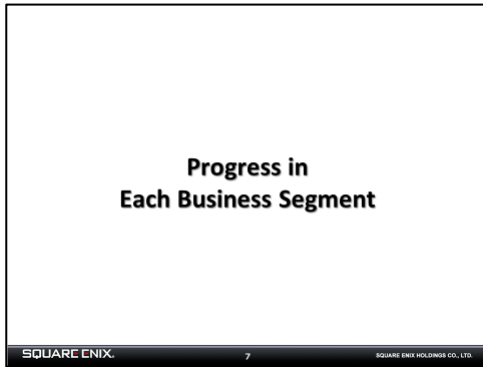 Progress in
Each Business Segment
SQUARE ENIX.
7
SQUARE ENIX HOLDINGS CO., LTD.